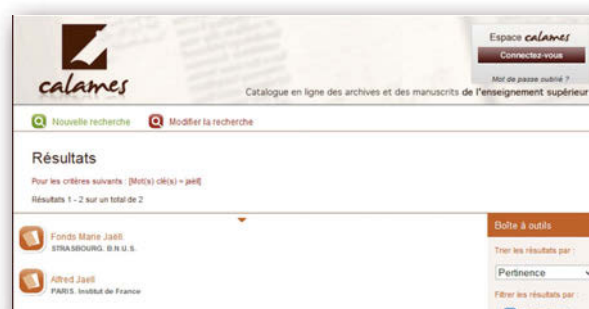 Espace calames
Connectez-vous
Mot de passe oublié ?
calames
Catalogue en ligne des archives et des manuscrits de l'enseignement supérieur
Nouvelle recherche
Modifier la recherche
Résultats
Pour les critères suivants : [Mot(s) clé(s) = jaëll]
Résultats 1 - 2 sur un total de 2
Fonds Marie Jaëll
STRASBOURG. B.N.U.S.
Alfred Jaell
PARIS. Institut de France
Boîte à outils
Trier les résultats par :
Pertinence
Filtrer les résultats par :